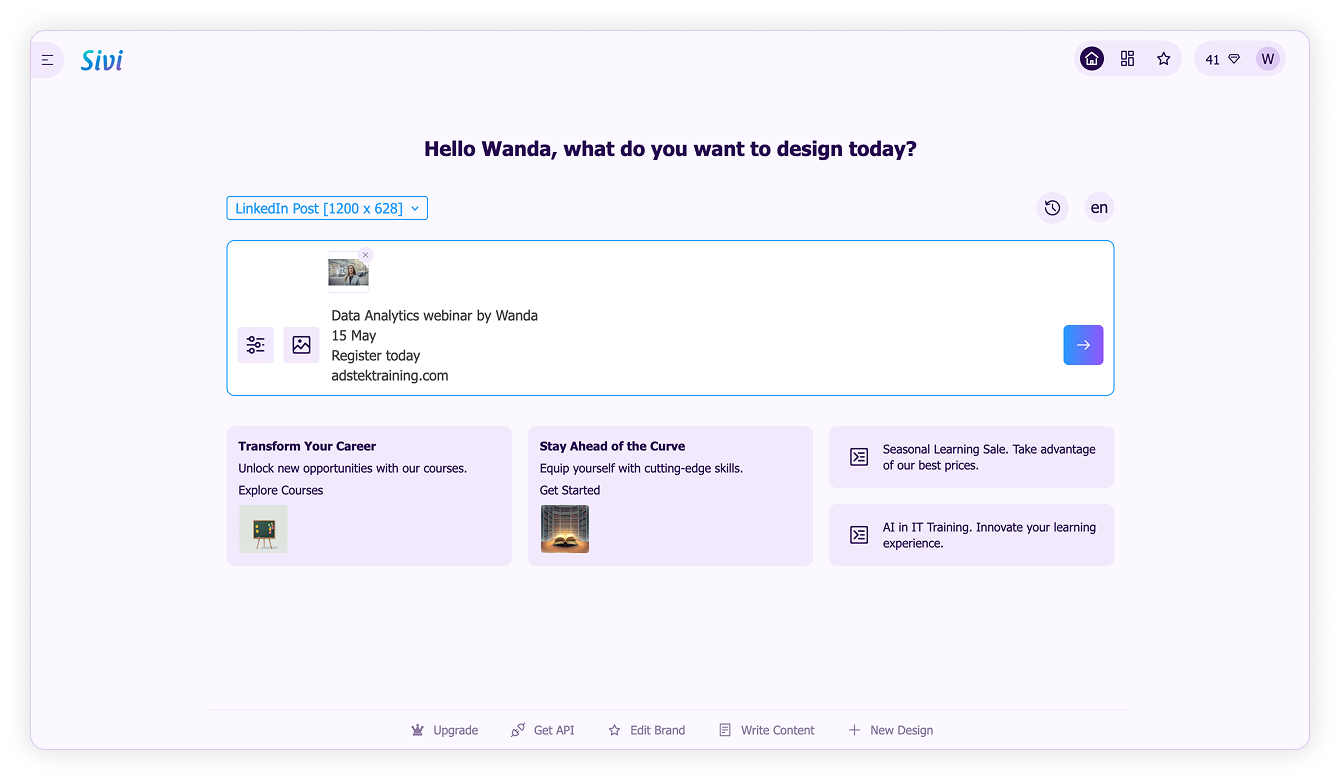 Sivi
41
W
Hello Wanda, what do you want to design today?
LinkedIn Post [1200 x 628]
en
Data Analytics webinar by Wanda
15 May
Register today
adstektraining.com
Transform Your Career
Unlock new opportunities with our courses.
Explore Courses
Stay Ahead of the Curve
Equip yourself with cutting-edge skills.
Get Started
Seasonal Learning Sale. Take advantage
of our best prices.
AI in IT Training. Innovate your learning
experience.
Upgrade
Get API
Edit Brand
Write Content
New Design